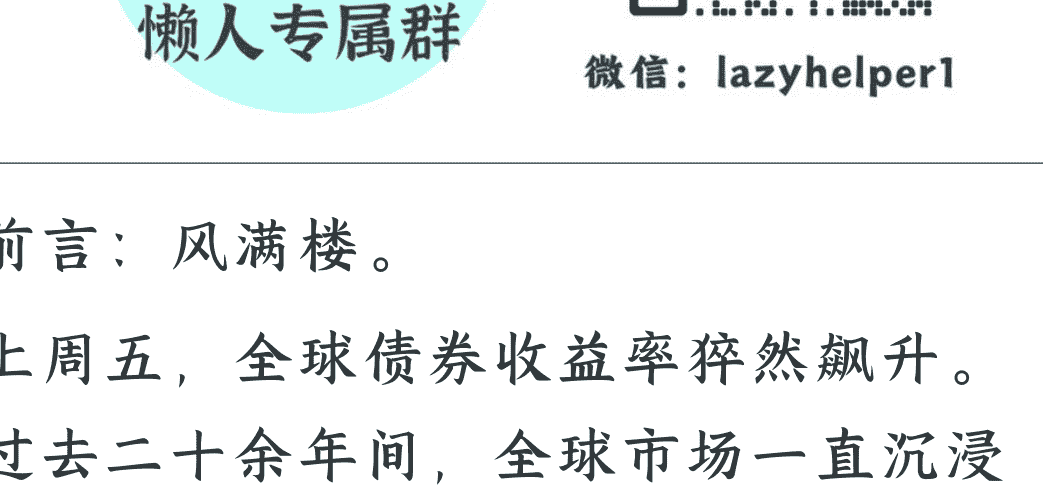 懒人专属群
微信：lazyhelper1
前言：风满楼。
上周五，全球债券收益率猝然飙升。
过去二十余年间，全球市场一直沉浸